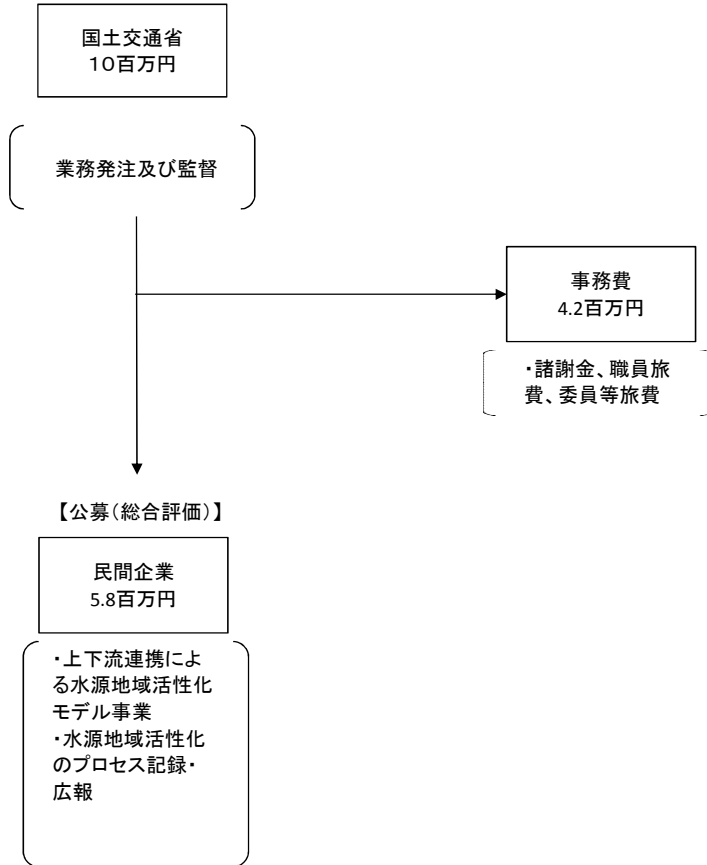 国土交通省
10百万円
業務発注及び監督
事務費
4.2百万円
・諸謝金、職員旅
費、委員等旅費
【公募（総合評価）】
民間企業
5.8百万円
・上下流連携によ
る水源地域活性化
モデル事業
・水源地域活性化
のプロセス記録・
広報